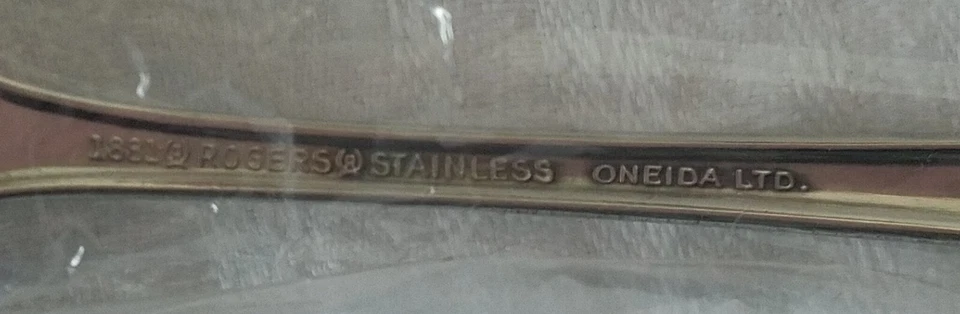 1881® ROGERS® STAINLESS ONEIDA LTD.